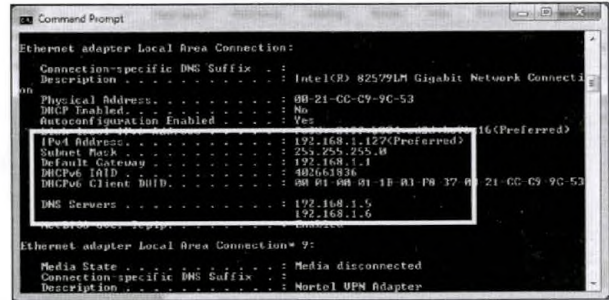 Command Prompt
Ethernet adapter Local Area Connection:
Connection-specific DNS Suffix . :
Description . . . . . . . . . . . : Intel(R) 82579LM Gigabit Network Connecti
on
Physical Address. . . . . . . . . : 00-21-CC-C9-9C-53
DHCP Enabled. . . . . . . . . . . : No
Autoconfiguration Enabled . . . . : Yes
16(Preferred)
IPv4 Address. . . . . . . . . . . : 192.168.1.127(Preferred)
Subnet Mask . . . . . . . . . . . : 255.255.255.0
Default Gateway . . . . . . . . . : 192.168.1.1
DHCPv6 IAID . . . . . . . . . . . : 402661836
DHCPv6 Client DUID. . . . . . . . : 00-01-00-01-1B-03-F8-37-00-21-CC-C9-9C-53
DNS Servers . . . . . . . . . . . : 192.168.1.5
192.168.1.6
NetBIOS over Tcpip. . . . . . . . : Enabled
Ethernet adapter Local Area Connection* 9:
Media State . . . . . . . . . . . : Media disconnected
Connection-specific DNS Suffix . :
Description . . . . . . . . . . . : Nortel VPN Adapter